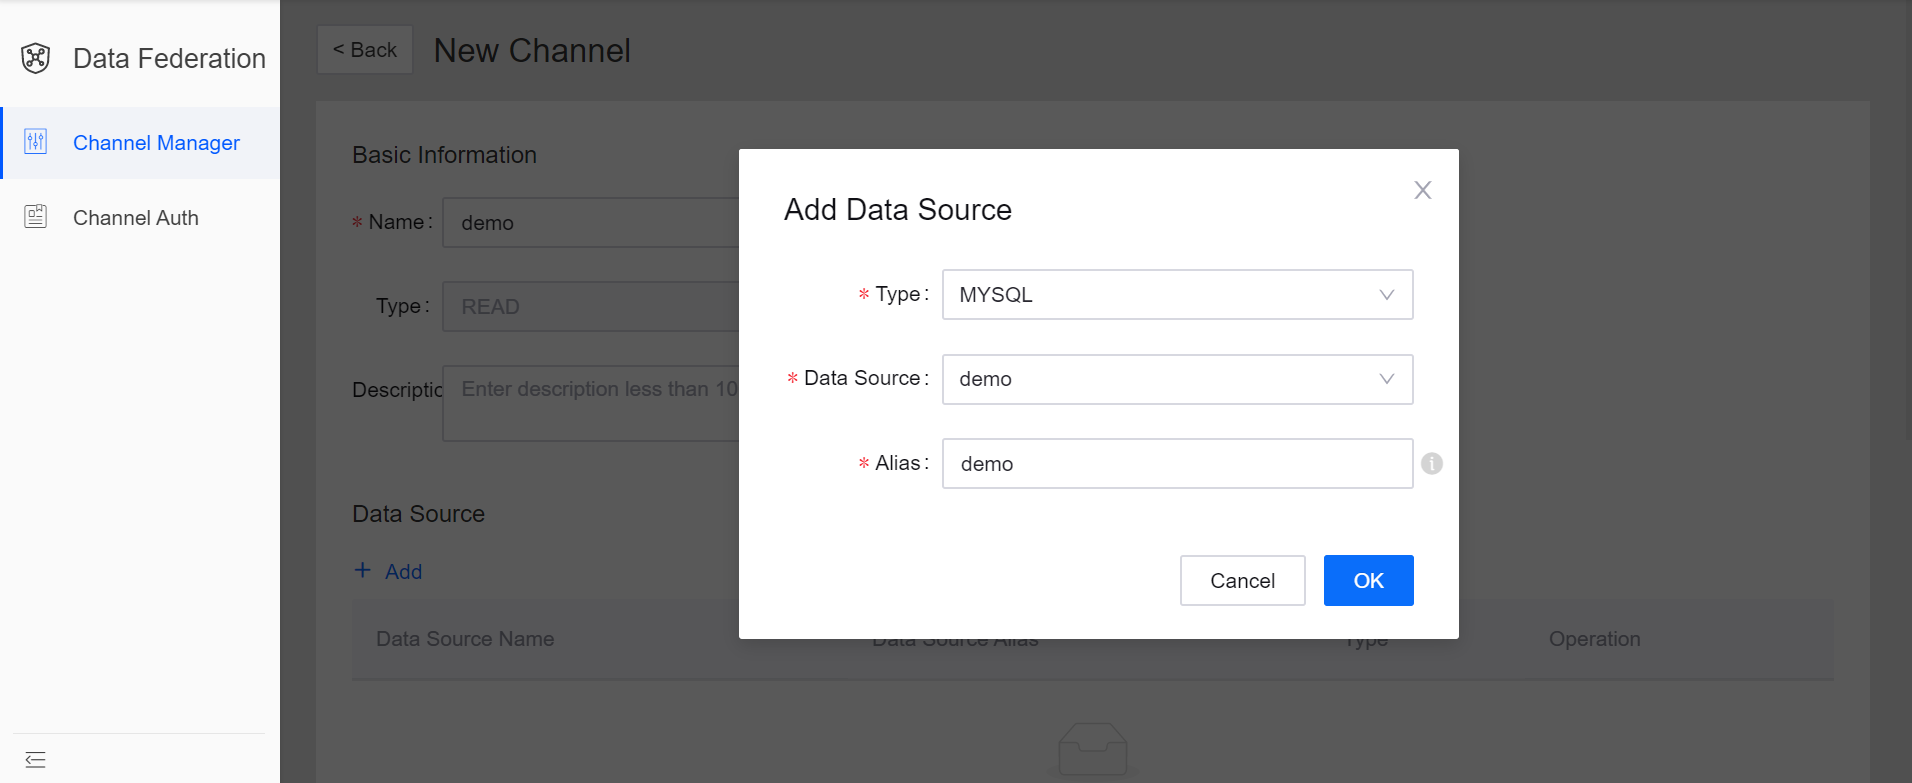 Data Federation
Channel Manager
Channel Auth
< Back
New Channel
Basic Information
* Name: demo
Type: READ
Descriptic Enter description less than 10
Data Source
+ Add
Data Source Name Data Source Alias Type Operation
Add Data Source
* Type: MYSQL
* Data Source: demo
* Alias: demo
Cancel OK